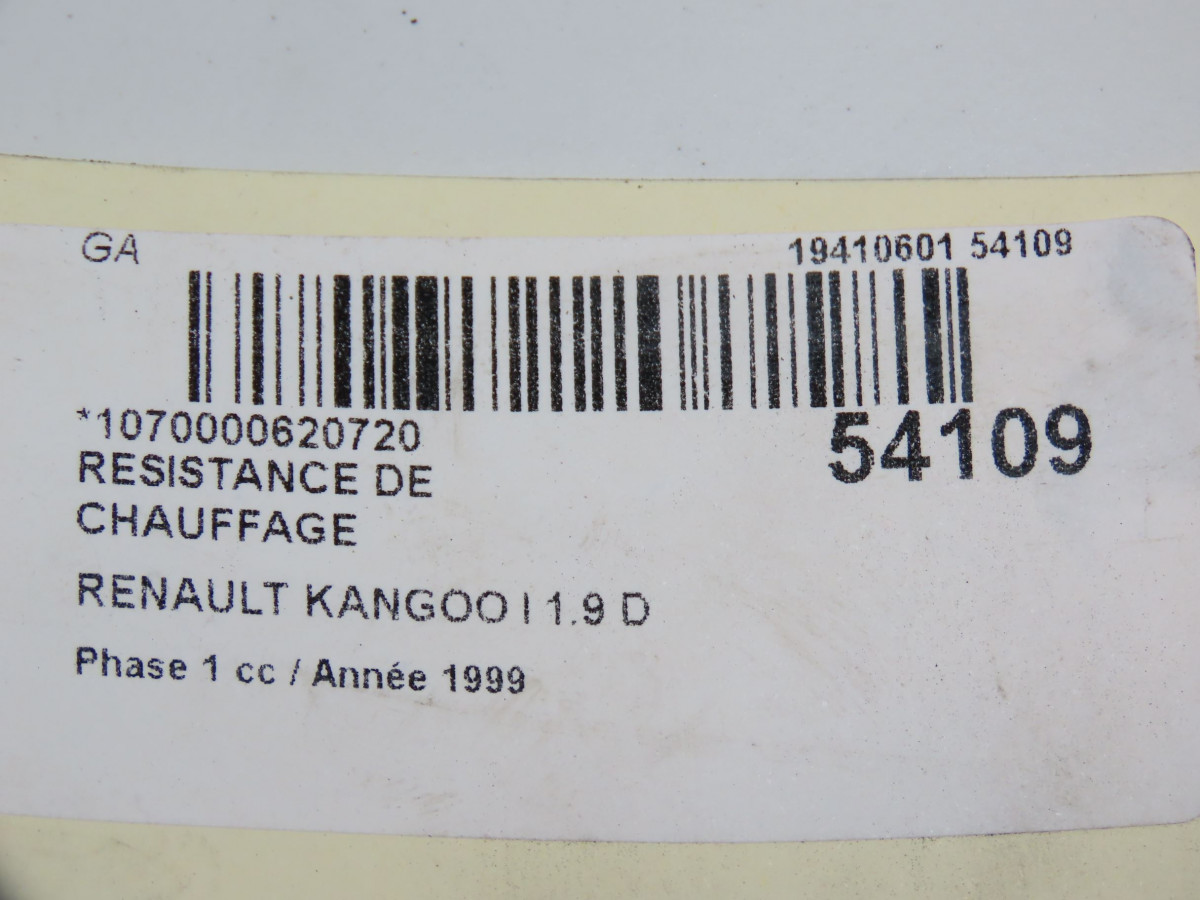 GA
19410601 54109
*1070000620720
54109
RESISTANCE DE
CHAUFFAGE
RENAULT KANGOO I 1.9 D
Phase 1 cc / Année 1999